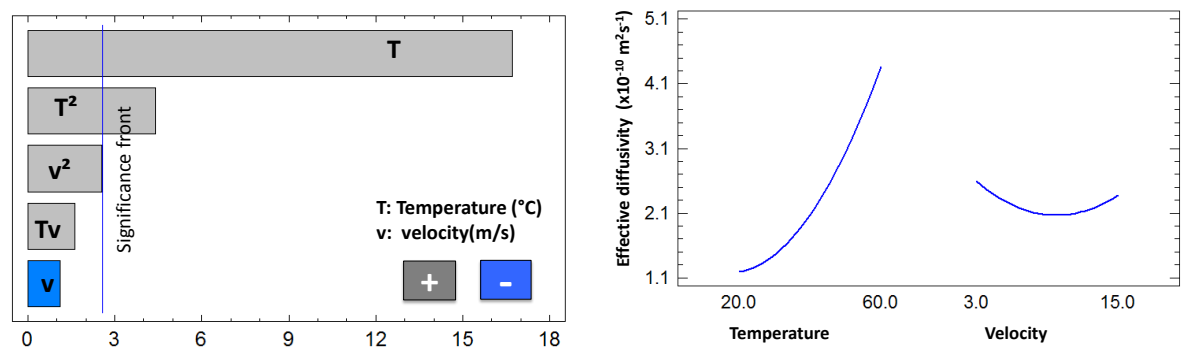 T
T²
v²
Tv
v
Significance front
T: Temperature (°C)
v: velocity(m/s)
+
-
0 3 6 9 12 15 18
Effective diffusivity (x10⁻¹⁰ m²s⁻¹)
5.1
4.1
3.1
2.1
1.1
20.0 60.0 3.0 15.0
Temperature Velocity